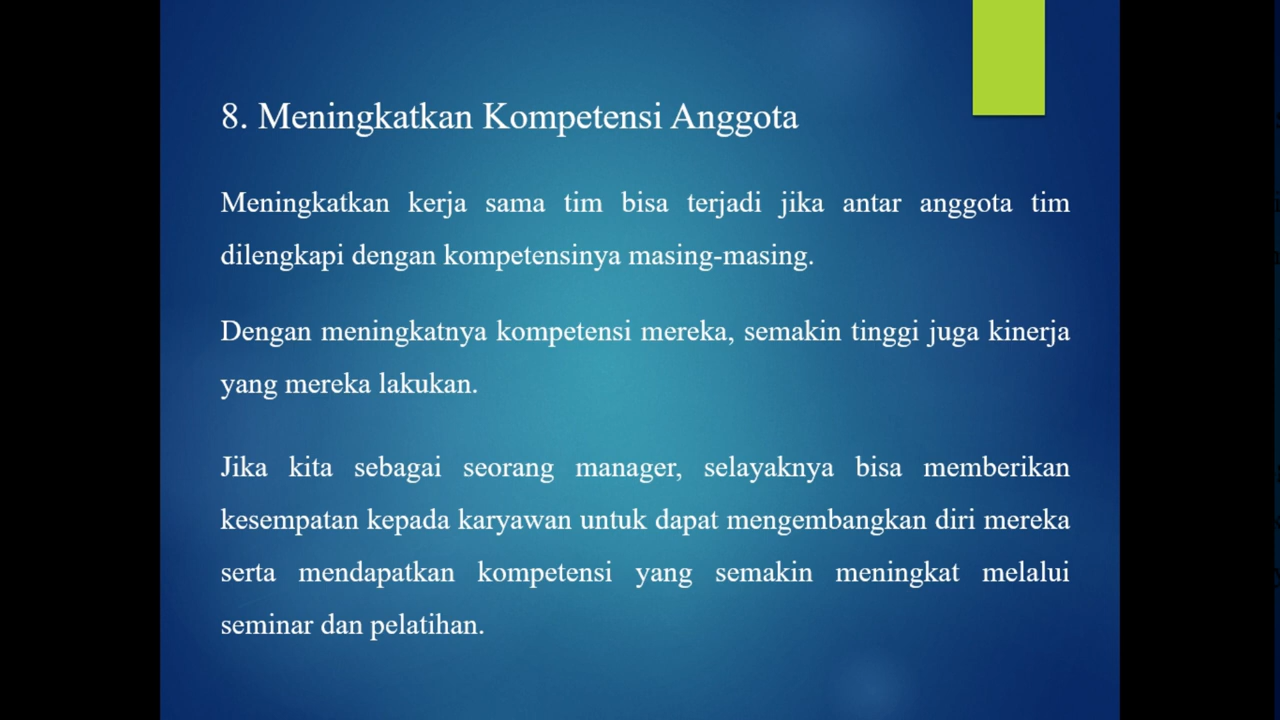 8. Meningkatkan Kompetensi Anggota
Meningkatkan kerja sama tim bisa terjadi jika antar anggota tim
dilengkapi dengan kompetensinya masing-masing.
Dengan meningkatnya kompetensi mereka, semakin tinggi juga kinerja
yang mereka lakukan.
Jika kita sebagai seorang manager, selayaknya bisa memberikan
kesempatan kepada karyawan untuk dapat mengembangkan diri mereka
serta mendapatkan kompetensi yang semakin meningkat melalui
seminar dan pelatihan.